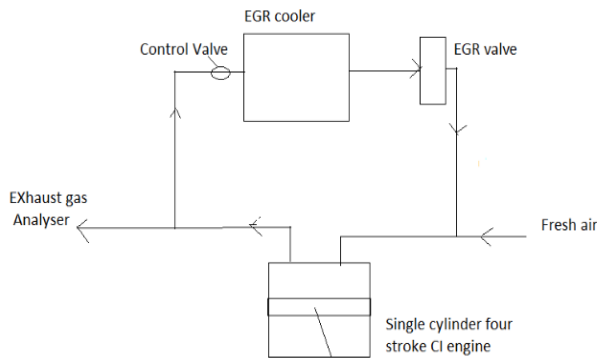 EGR cooler
Control Valve
EGR valve
EXhaust gas
Analyser
Fresh air
Single cylinder four
stroke CI engine